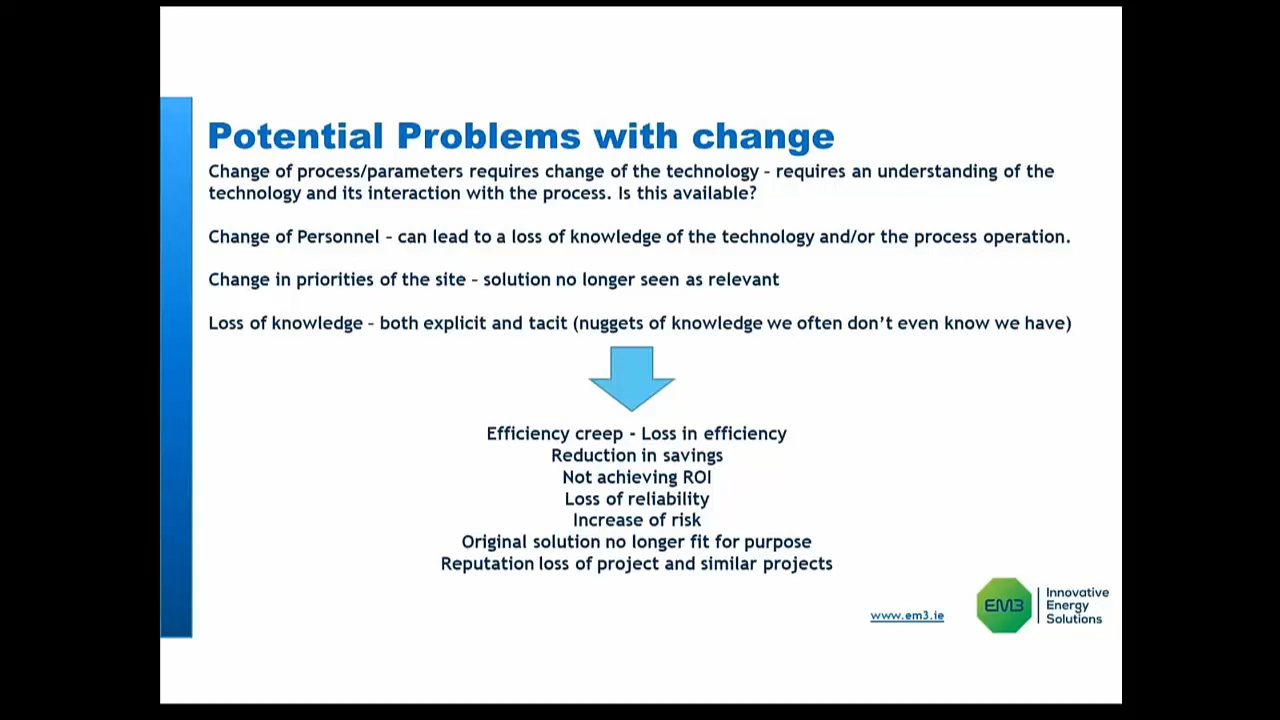 Potential Problems with change
Change of process/parameters requires change of the technology – requires an understanding of the
technology and its interaction with the process. Is this available?
Change of Personnel – can lead to a loss of knowledge of the technology and/or the process operation.
Change in priorities of the site – solution no longer seen as relevant
Loss of knowledge – both explicit and tacit (nuggets of knowledge we often don’t even know we have)
Efficiency creep - Loss in efficiency
Reduction in savings
Not achieving ROI
Loss of reliability
Increase of risk
Original solution no longer fit for purpose
Reputation loss of project and similar projects
www.em3.ie
EM3
Innovative
Energy
Solutions